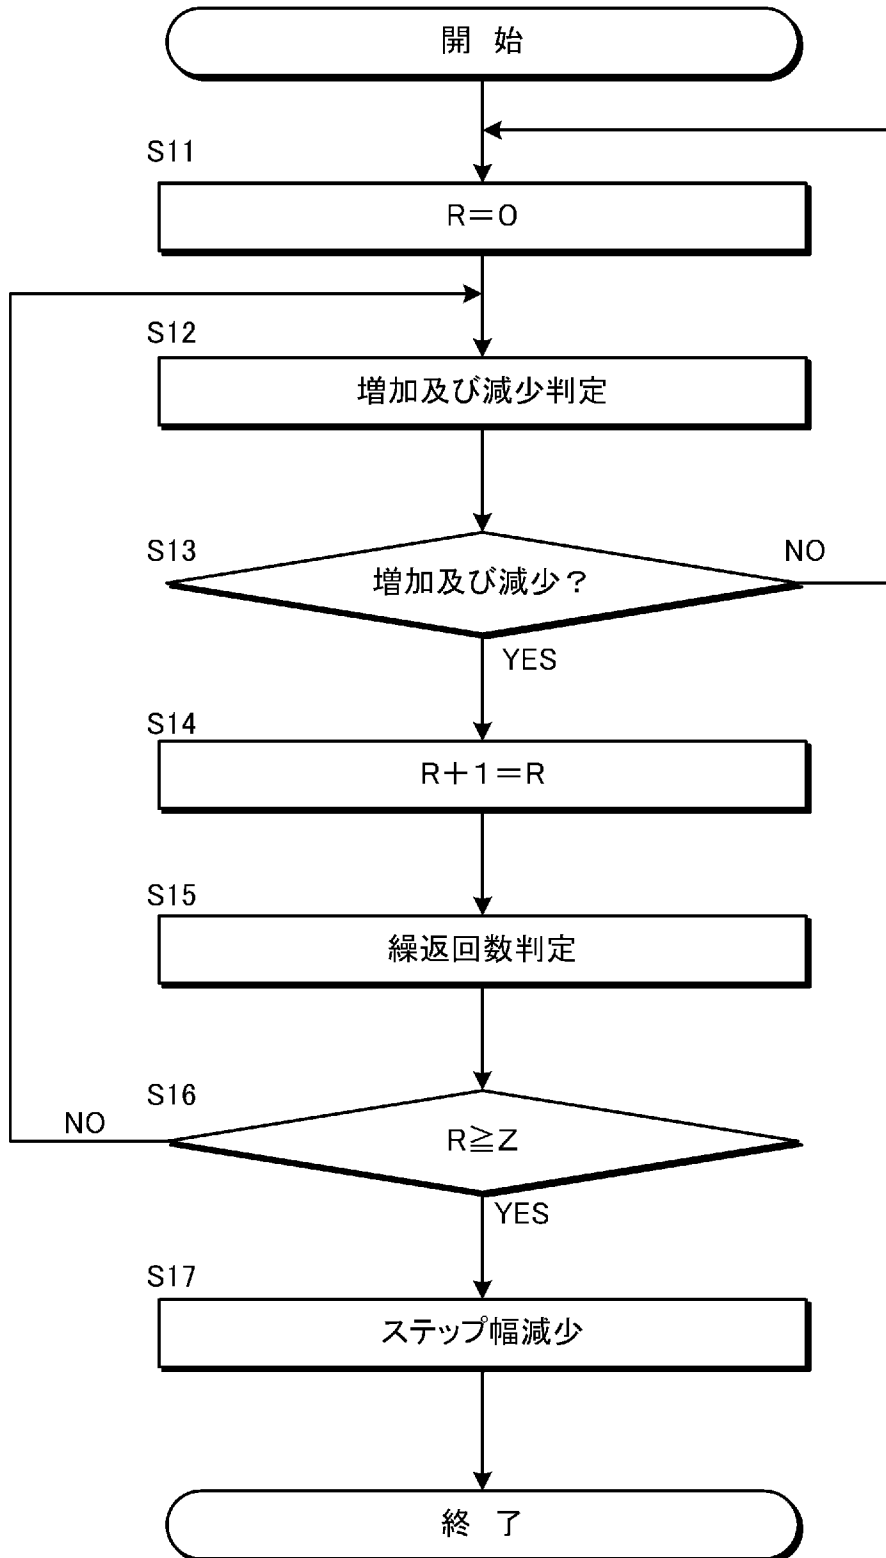 開 始
S11
R=0
S12
増加及び減少判定
S13
増加及び減少?
NO
YES
S14
R+1=R
S15
繰返回数判定
S16
NO
R≧Z
YES
S17
ステップ幅減少
終 了